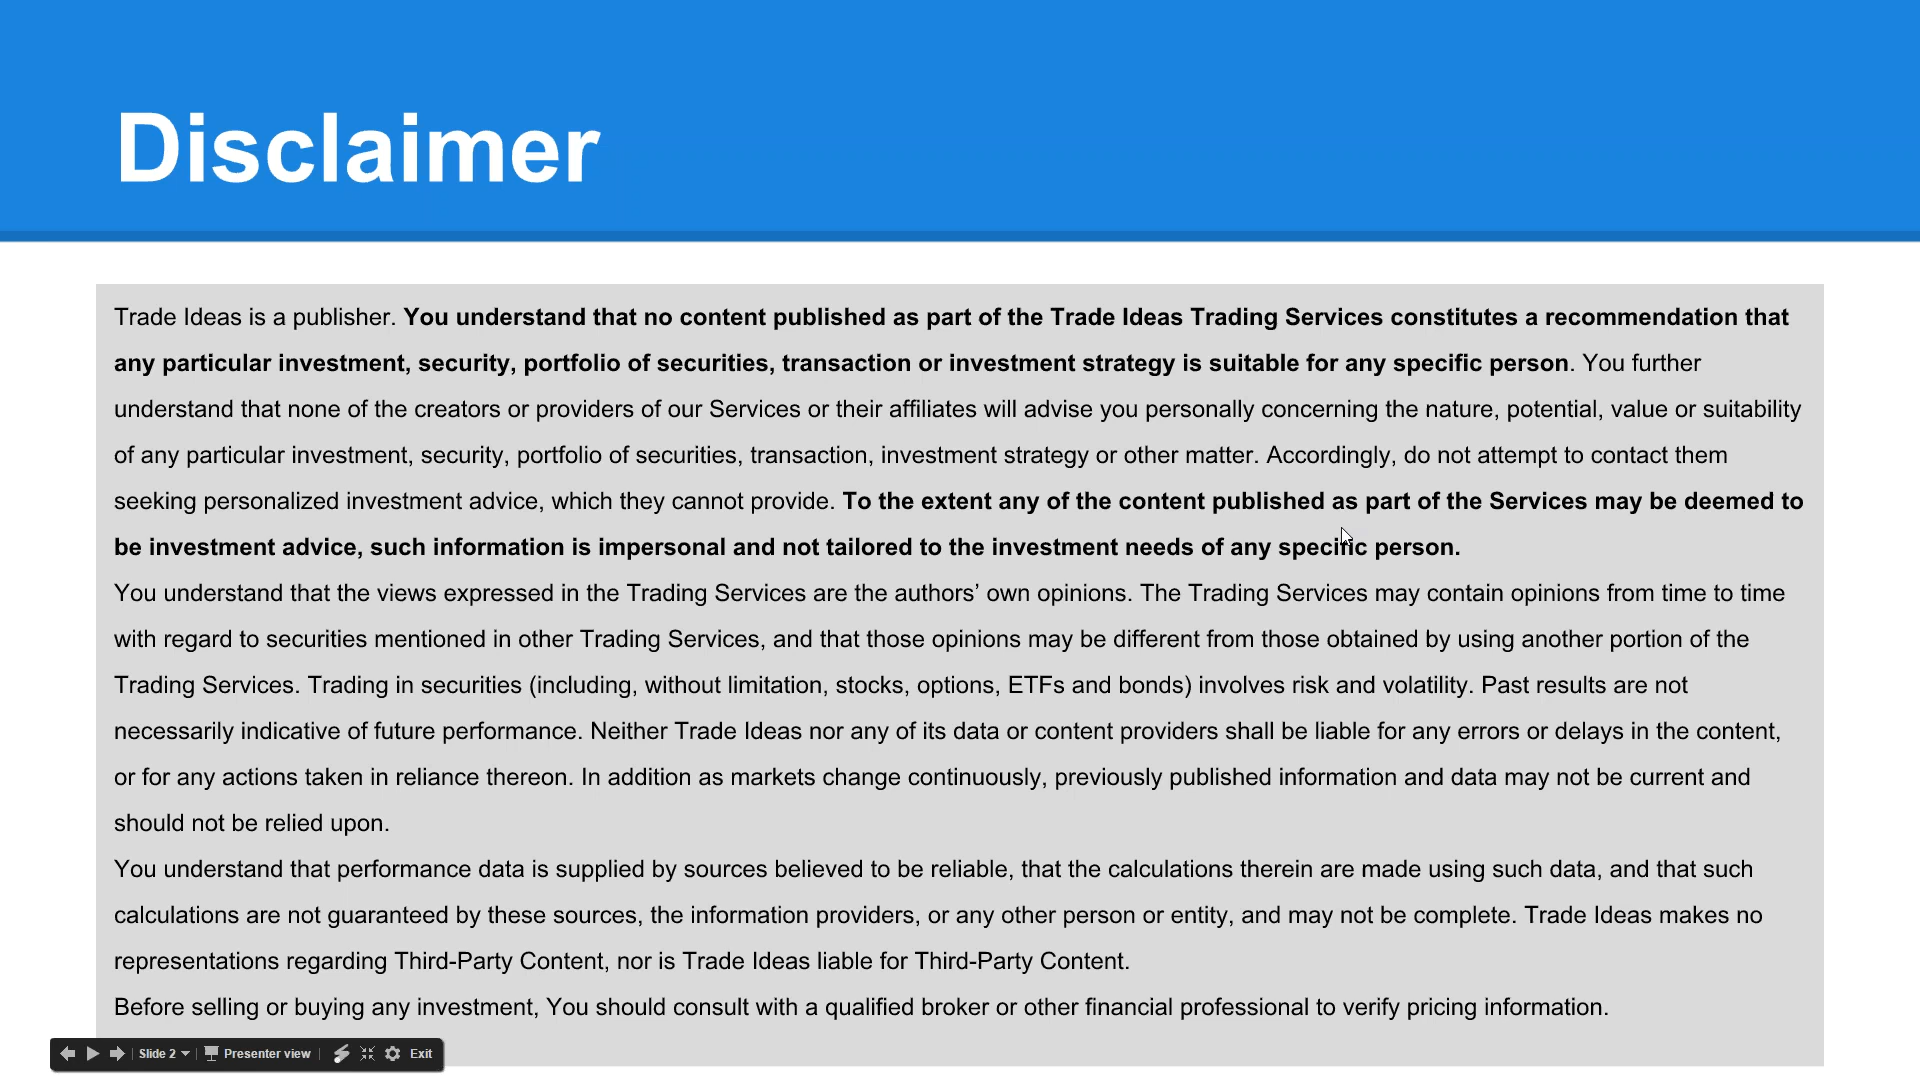 Disclaimer
Trade Ideas is a publisher. You understand that no content published as part of the Trade Ideas Trading Services constitutes a recommendation that
any particular investment, security, portfolio of securities, transaction or investment strategy is suitable for any specific person. You further
understand that none of the creators or providers of our Services or their affiliates will advise you personally concerning the nature, potential, value or suitability
of any particular investment, security, portfolio of securities, transaction, investment strategy or other matter. Accordingly, do not attempt to contact them
seeking personalized investment advice, which they cannot provide. To the extent any of the content published as part of the Services may be deemed to
be investment advice, such information is impersonal and not tailored to the investment needs of any specific person.
You understand that the views expressed in the Trading Services are the authors’ own opinions. The Trading Services may contain opinions from time to time
with regard to securities mentioned in other Trading Services, and that those opinions may be different from those obtained by using another portion of the
Trading Services. Trading in securities (including, without limitation, stocks, options, ETFs and bonds) involves risk and volatility. Past results are not
necessarily indicative of future performance. Neither Trade Ideas nor any of its data or content providers shall be liable for any errors or delays in the content,
or for any actions taken in reliance thereon. In addition as markets change continuously, previously published information and data may not be current and
should not be relied upon.
You understand that performance data is supplied by sources believed to be reliable, that the calculations therein are made using such data, and that such
calculations are not guaranteed by these sources, the information providers, or any other person or entity, and may not be complete. Trade Ideas makes no
representations regarding Third-Party Content, nor is Trade Ideas liable for Third-Party Content.
Before selling or buying any investment, You should consult with a qualified broker or other financial professional to verify pricing information.
Slide 2 Presenter view Exit